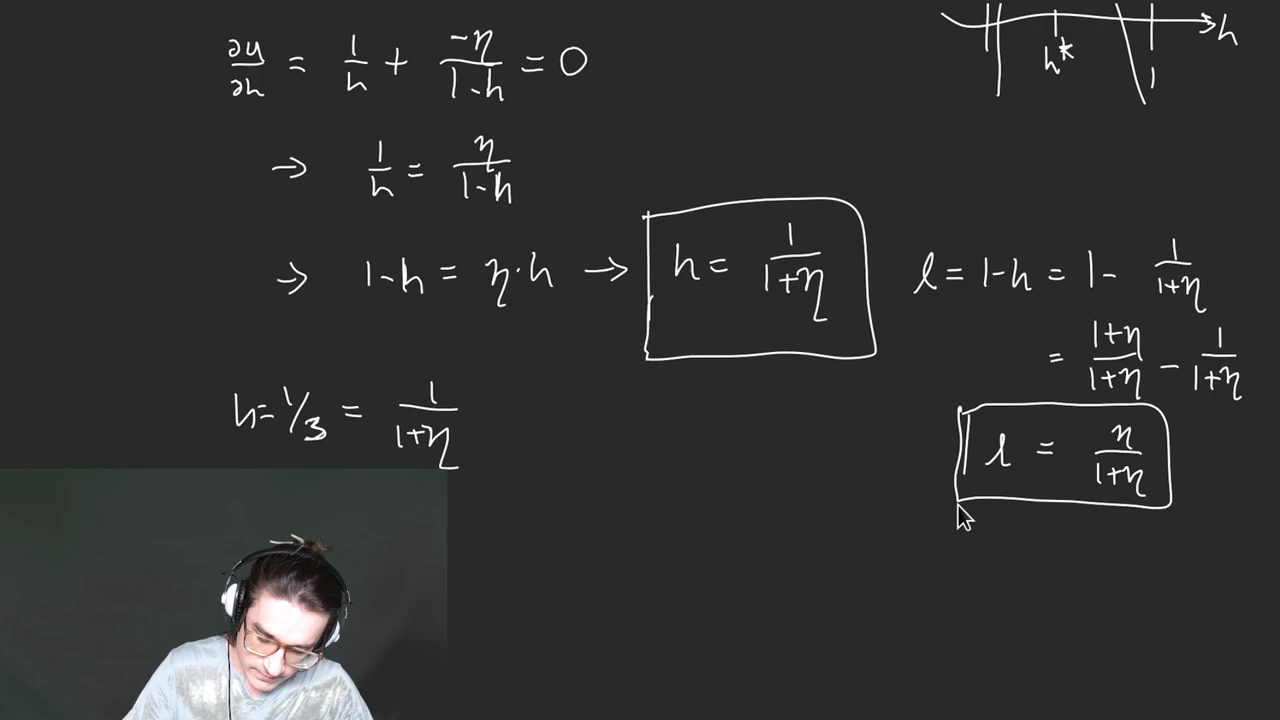 ∂u/∂h = 1/h + -η/(1-h) = 0
h* 1 h
→ 1/h = η/(1-h)
→ 1-h = η·h → h = 1/(1+η)
l = 1-h = 1 - 1/(1+η)
= (1+η)/(1+η) - 1/(1+η)
l = η/(1+η)
h = 1/3 = 1/(1+η)